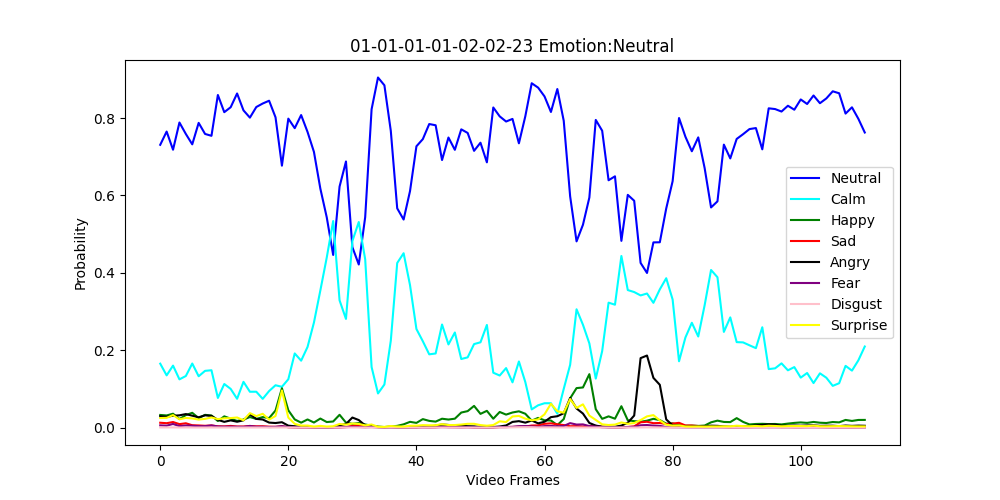 01-01-01-01-02-02-23 Emotion:Neutral
Probability
0.8
0.6
0.4
0.2
0.0
Neutral
Calm
Happy
Sad
Angry
Fear
Disgust
Surprise
0 20 40 60 80 100
Video Frames